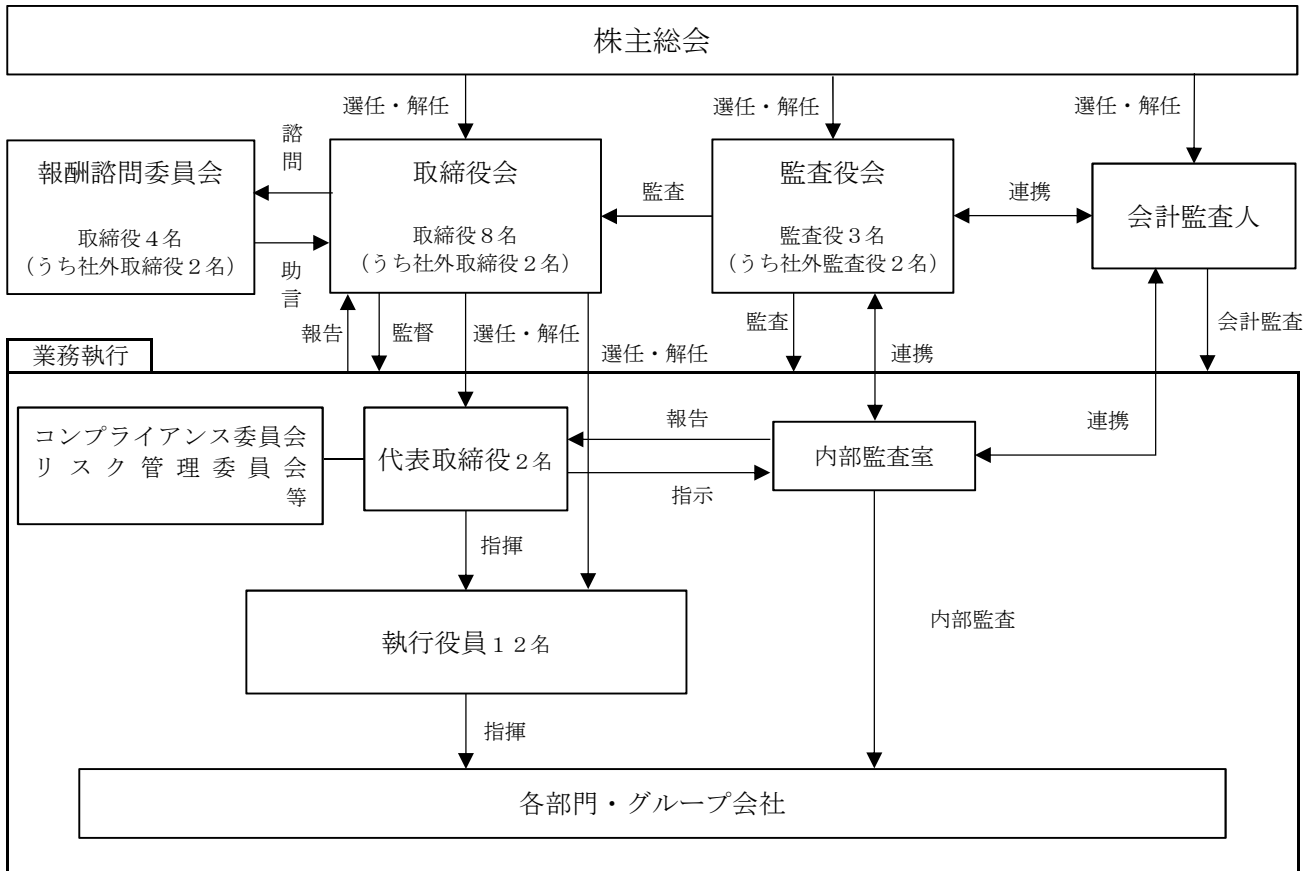 株主総会
選任・解任
選任・解任
選任・解任
諮問
報酬諮問委員会
取締役4名
（うち社外取締役2名）
助言
取締役会
取締役8名
（うち社外取締役2名）
監査
監査役会
監査役3名
（うち社外監査役2名）
連携
会計監査人
報告
監督
選任・解任
選任・解任
監査
連携
会計監査
業務執行
コンプライアンス委員会
リスク管理委員会
等
代表取締役2名
報告
指示
内部監査室
連携
指揮
執行役員12名
内部監査
指揮
各部門・グループ会社